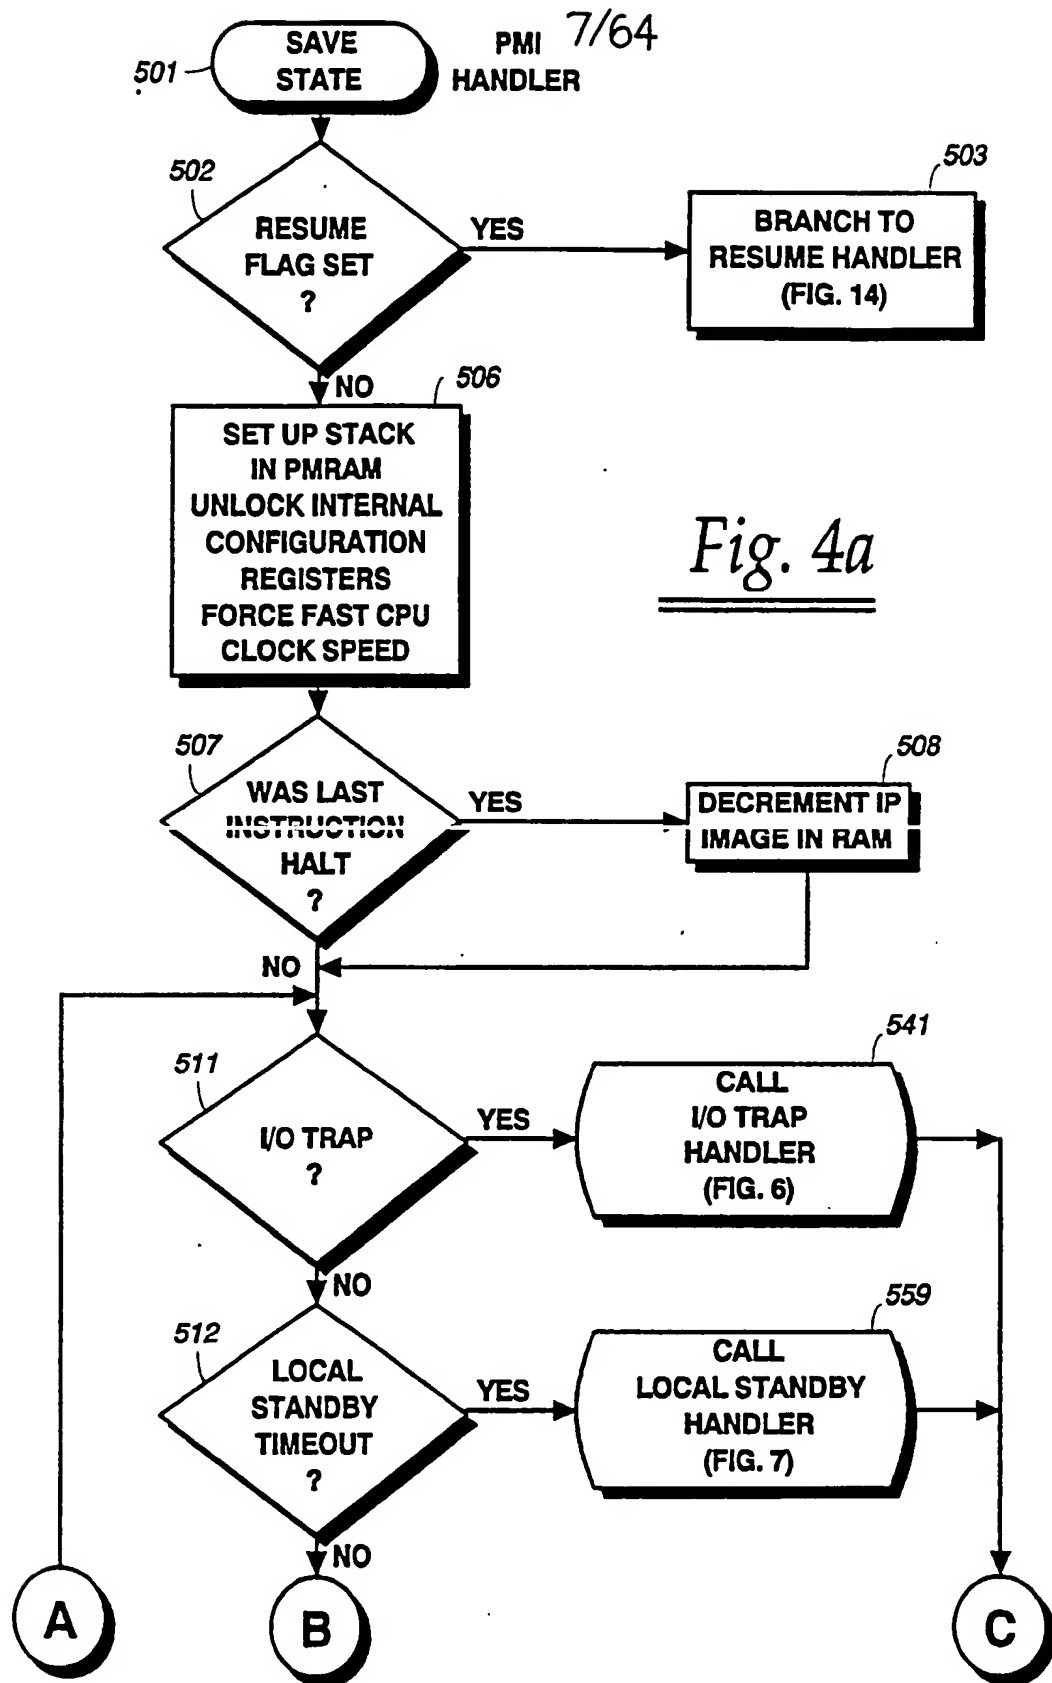 7/64
SAVE
STATE
501
PMI
HANDLER
502
RESUME
FLAG SET
?
YES
503
BRANCH TO
RESUME HANDLER
(FIG. 14)
NO
506
SET UP STACK
IN PMRAM
UNLOCK INTERNAL
CONFIGURATION
REGISTERS
FORCE FAST CPU
CLOCK SPEED
Fig. 4a
507
WAS LAST
INSTRUCTION
HALT
?
YES
508
DECREMENT IP
IMAGE IN RAM
NO
511
I/O TRAP
?
YES
541
CALL
I/O TRAP
HANDLER
(FIG. 6)
NO
512
LOCAL
STANDBY
TIMEOUT
?
YES
559
CALL
LOCAL STANDBY
HANDLER
(FIG. 7)
NO
A
B
C